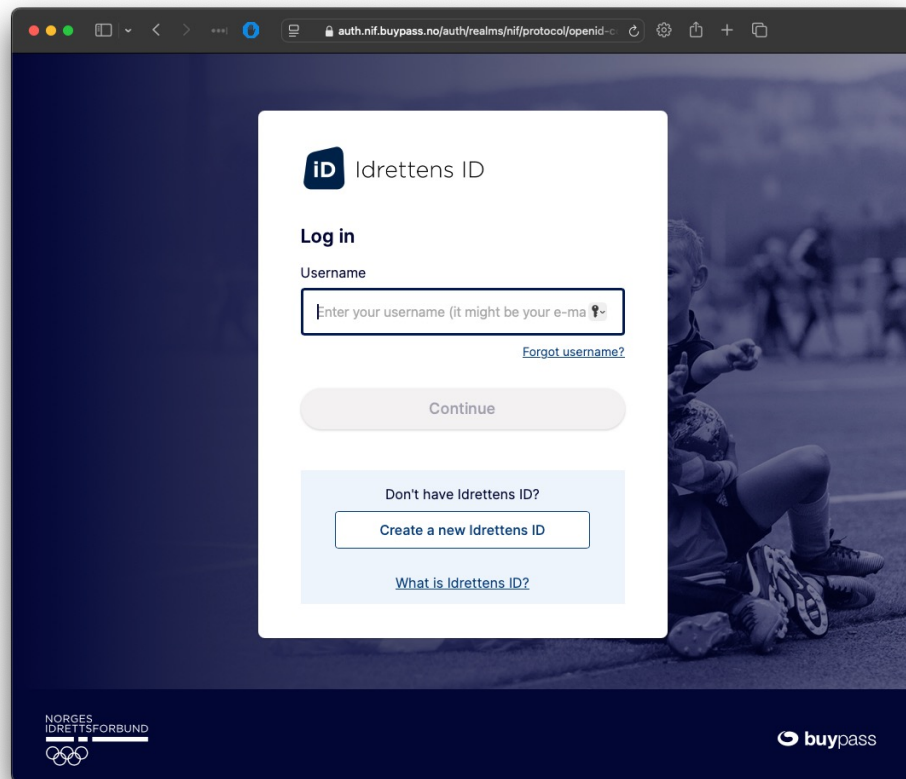 auth.nif.buypass.no/auth/realms/nif/protocol/openid-c
iD Idrettens ID
Log in
Username
Enter your username (it might be your e-ma
Forgot username?
Continue
Don't have Idrettens ID?
Create a new Idrettens ID
What is Idrettens ID?
NORGES
IDRETTSFORBUND
buypass